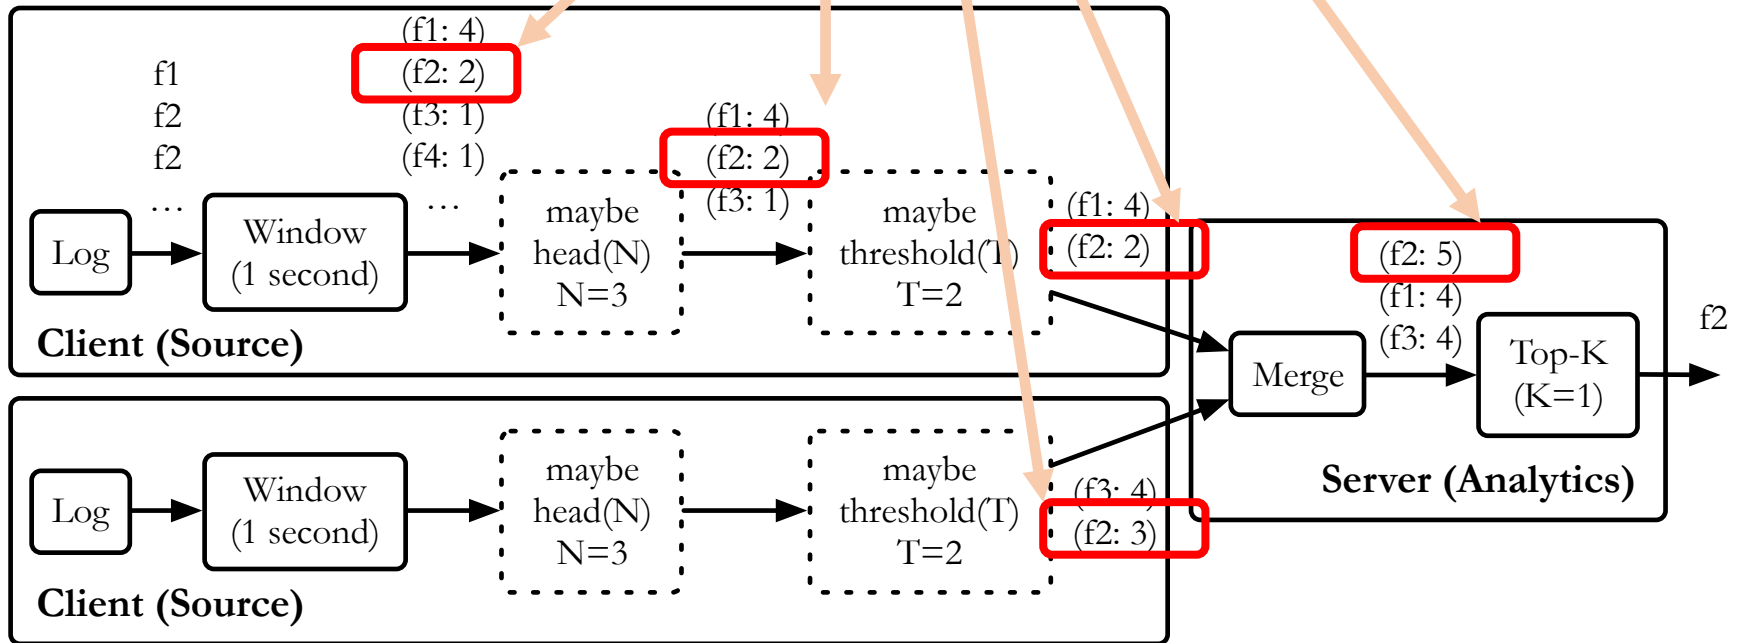 f1
f2
f2
…
(f1: 4)
(f2: 2)
(f3: 1)
(f4: 1)
…
(f1: 4)
(f2: 2)
(f3: 1)
(f1: 4)
(f2: 2)
Log
Window
(1 second)
maybe
head(N)
N=3
maybe
threshold(T)
T=2
Client (Source)
(f2: 5)
(f1: 4)
(f3: 4)
Merge
Top-K
(K=1)
f2
Server (Analytics)
Log
Window
(1 second)
maybe
head(N)
N=3
maybe
threshold(T)
T=2
(f3: 4)
(f2: 3)
Client (Source)